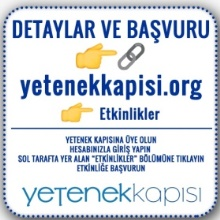 DETAYLAR VE BAŞVURU
yetenekkapisi.org
Etkinlikler
YETENEK KAPISINA ÜYE OLUN
HESABINIZLA GİRİŞ YAPIN
SOL TARAFTA YER ALAN "ETKİNLİKLER" BÖLÜMÜNE TIKLAYIN
ETKİNLİĞE BAŞVURUN
yeTenekkapısı